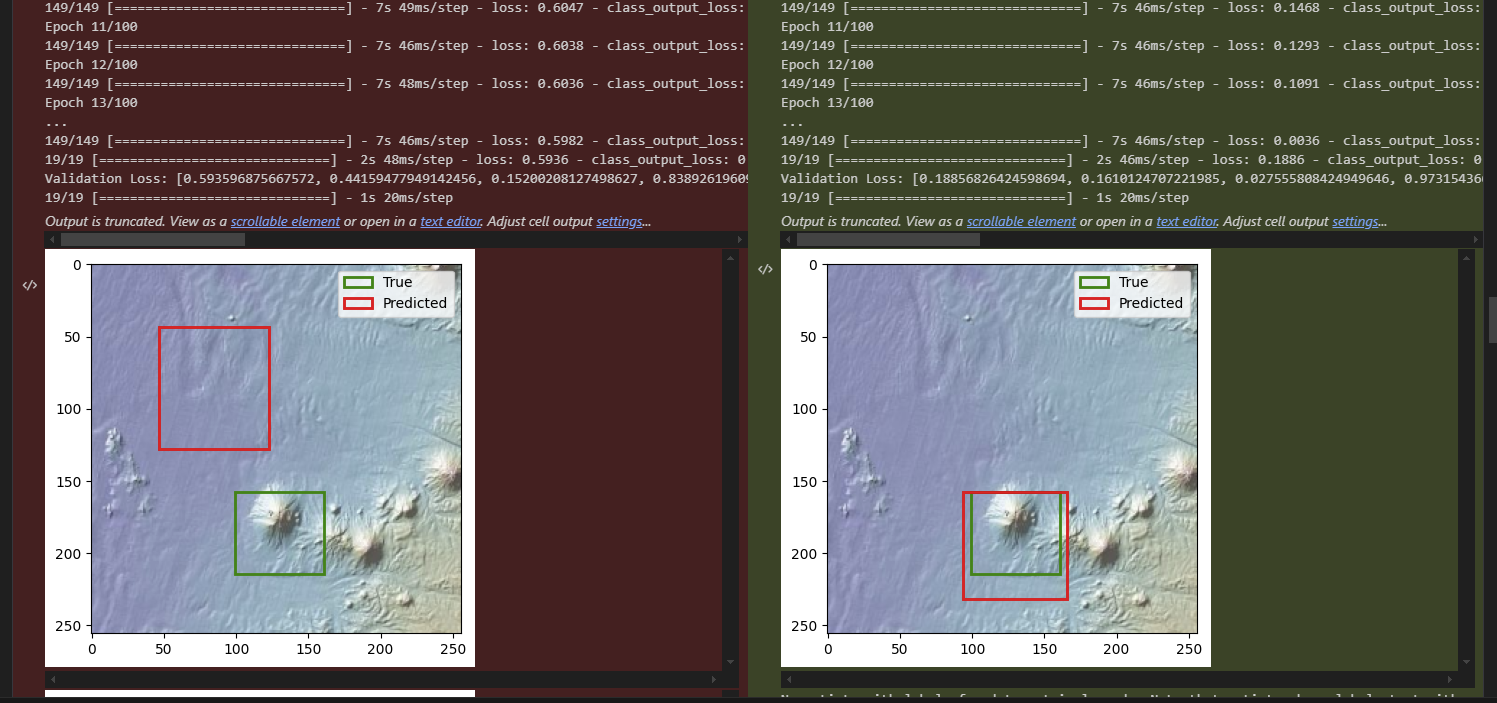 149/149 [==============================] - 7s 49ms/step - loss: 0.6047 - class_output_loss:
Epoch 11/100
149/149 [==============================] - 7s 46ms/step - loss: 0.6038 - class_output_loss:
Epoch 12/100
149/149 [==============================] - 7s 48ms/step - loss: 0.6036 - class_output_loss:
Epoch 13/100
...
149/149 [==============================] - 7s 46ms/step - loss: 0.5982 - class_output_loss:
19/19 [==============================] - 2s 48ms/step - loss: 0.5936 - class_output_loss: 0
Validation Loss: [0.593596875667572, 0.44159477949142456, 0.15200208127498627, 0.8389261960
19/19 [==============================] - 1s 20ms/step
Output is truncated. View as a scrollable element or open in a text editor. Adjust cell output settings...
True
Predicted
0
50
100
150
200
250
0 50 100 150 200 250
149/149 [==============================] - 7s 46ms/step - loss: 0.1468 - class_output_loss:
Epoch 11/100
149/149 [==============================] - 7s 46ms/step - loss: 0.1293 - class_output_loss:
Epoch 12/100
149/149 [==============================] - 7s 46ms/step - loss: 0.1091 - class_output_loss:
Epoch 13/100
...
149/149 [==============================] - 7s 46ms/step - loss: 0.0036 - class_output_loss:
19/19 [==============================] - 2s 46ms/step - loss: 0.1886 - class_output_loss: 0
Validation Loss: [0.18856826424598694, 0.1610124707221985, 0.027555808424949646, 0.97315436
19/19 [==============================] - 1s 20ms/step
Output is truncated. View as a scrollable element or open in a text editor. Adjust cell output settings...
True
Predicted
0
50
100
150
200
250
0 50 100 150 200 250